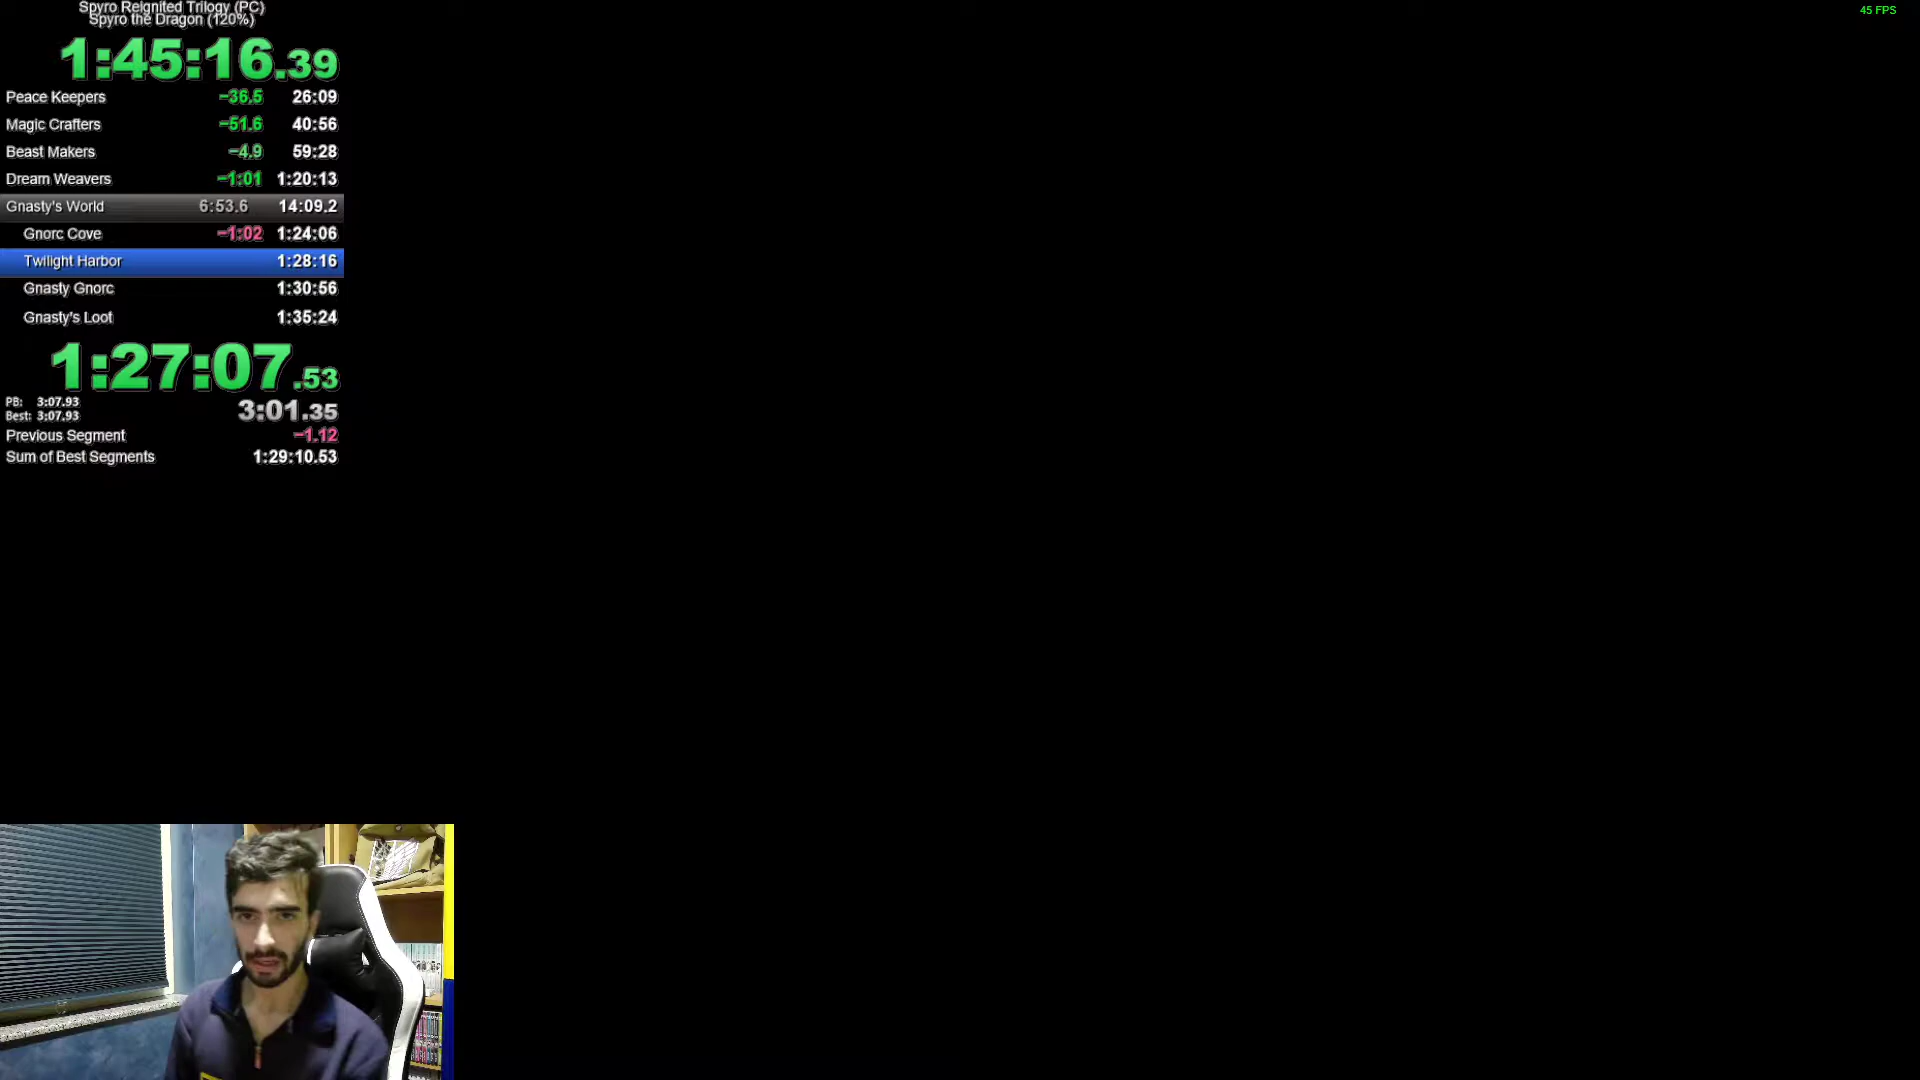 Spyro Reignited Trilogy (PC)
Spyro the Dragon (120%)
45 FPS
1:45:16.39
Peace Keepers −36.5 26:09
Magic Crafters −51.6 40:56
Beast Makers −4.9 59:28
Dream Weavers −1:01 1:20:13
Gnasty's World 6:53.6 14:09.2
Gnorc Cove −1:02 1:24:06
Twilight Harbor 1:28:16
Gnasty Gnorc 1:30:56
Gnasty's Loot 1:35:24
1:27:07.53
PB: 3:07.93
Best: 3:07.93
3:01.35
Previous Segment −1.12
Sum of Best Segments 1:29:10.53